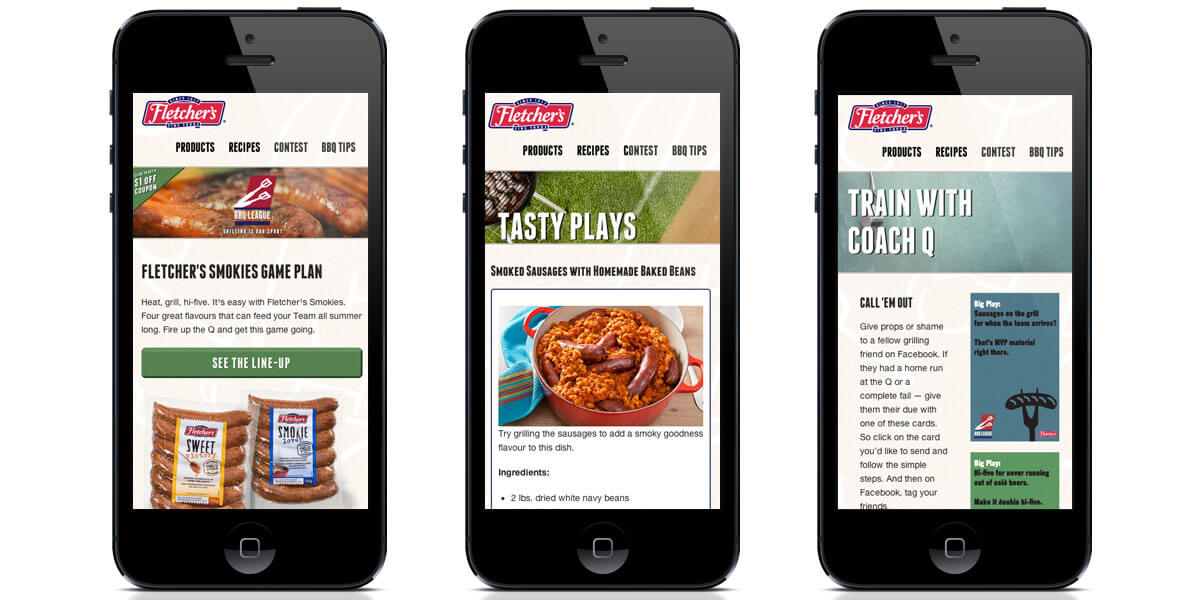 SINCE 1917
Fletcher's
FINE FOODS
PRODUCTS RECIPES CONTEST BBQ TIPS
$1 OFF
COUPON
BBQ LEAGUE
GRILLING IS OUR SPORT
FLETCHER'S SMOKIES GAME PLAN
Heat, grill, hi-five. It's easy with Fletcher's Smokies.
Four great flavours that can feed your Team all summer
long. Fire up the Q and get this game going.
SEE THE LINE-UP
Fletcher's
SWEET
victory
Fletcher's
SMOKIE
lover
SINCE 1917
Fletcher's
FINE FOODS
PRODUCTS RECIPES CONTEST BBQ TIPS
TASTY PLAYS
Smoked Sausages with Homemade Baked Beans
Try grilling the sausages to add a smoky goodness
flavour to this dish.
Ingredients:
• 2 lbs. dried white navy beans
SINCE 1917
Fletcher's
FINE FOODS
PRODUCTS RECIPES CONTEST BBQ TIPS
TRAIN WITH
COACH Q
CALL 'EM OUT
Give props or shame
to a fellow grilling
friend on Facebook. If
they had a home run
at the Q or a
complete fail — give
them their due with
one of these cards.
So click on the card
you'd like to send and
follow the simple
steps. And then on
Facebook, tag your
friends
Big Play:
Sausages on the grill
for when the team arrives?
That's MVP material
right there.
BBQ LEAGUE
Fletcher's
Big Play:
Hi-five for never running
out of cold beers.
Make it double hi-five.